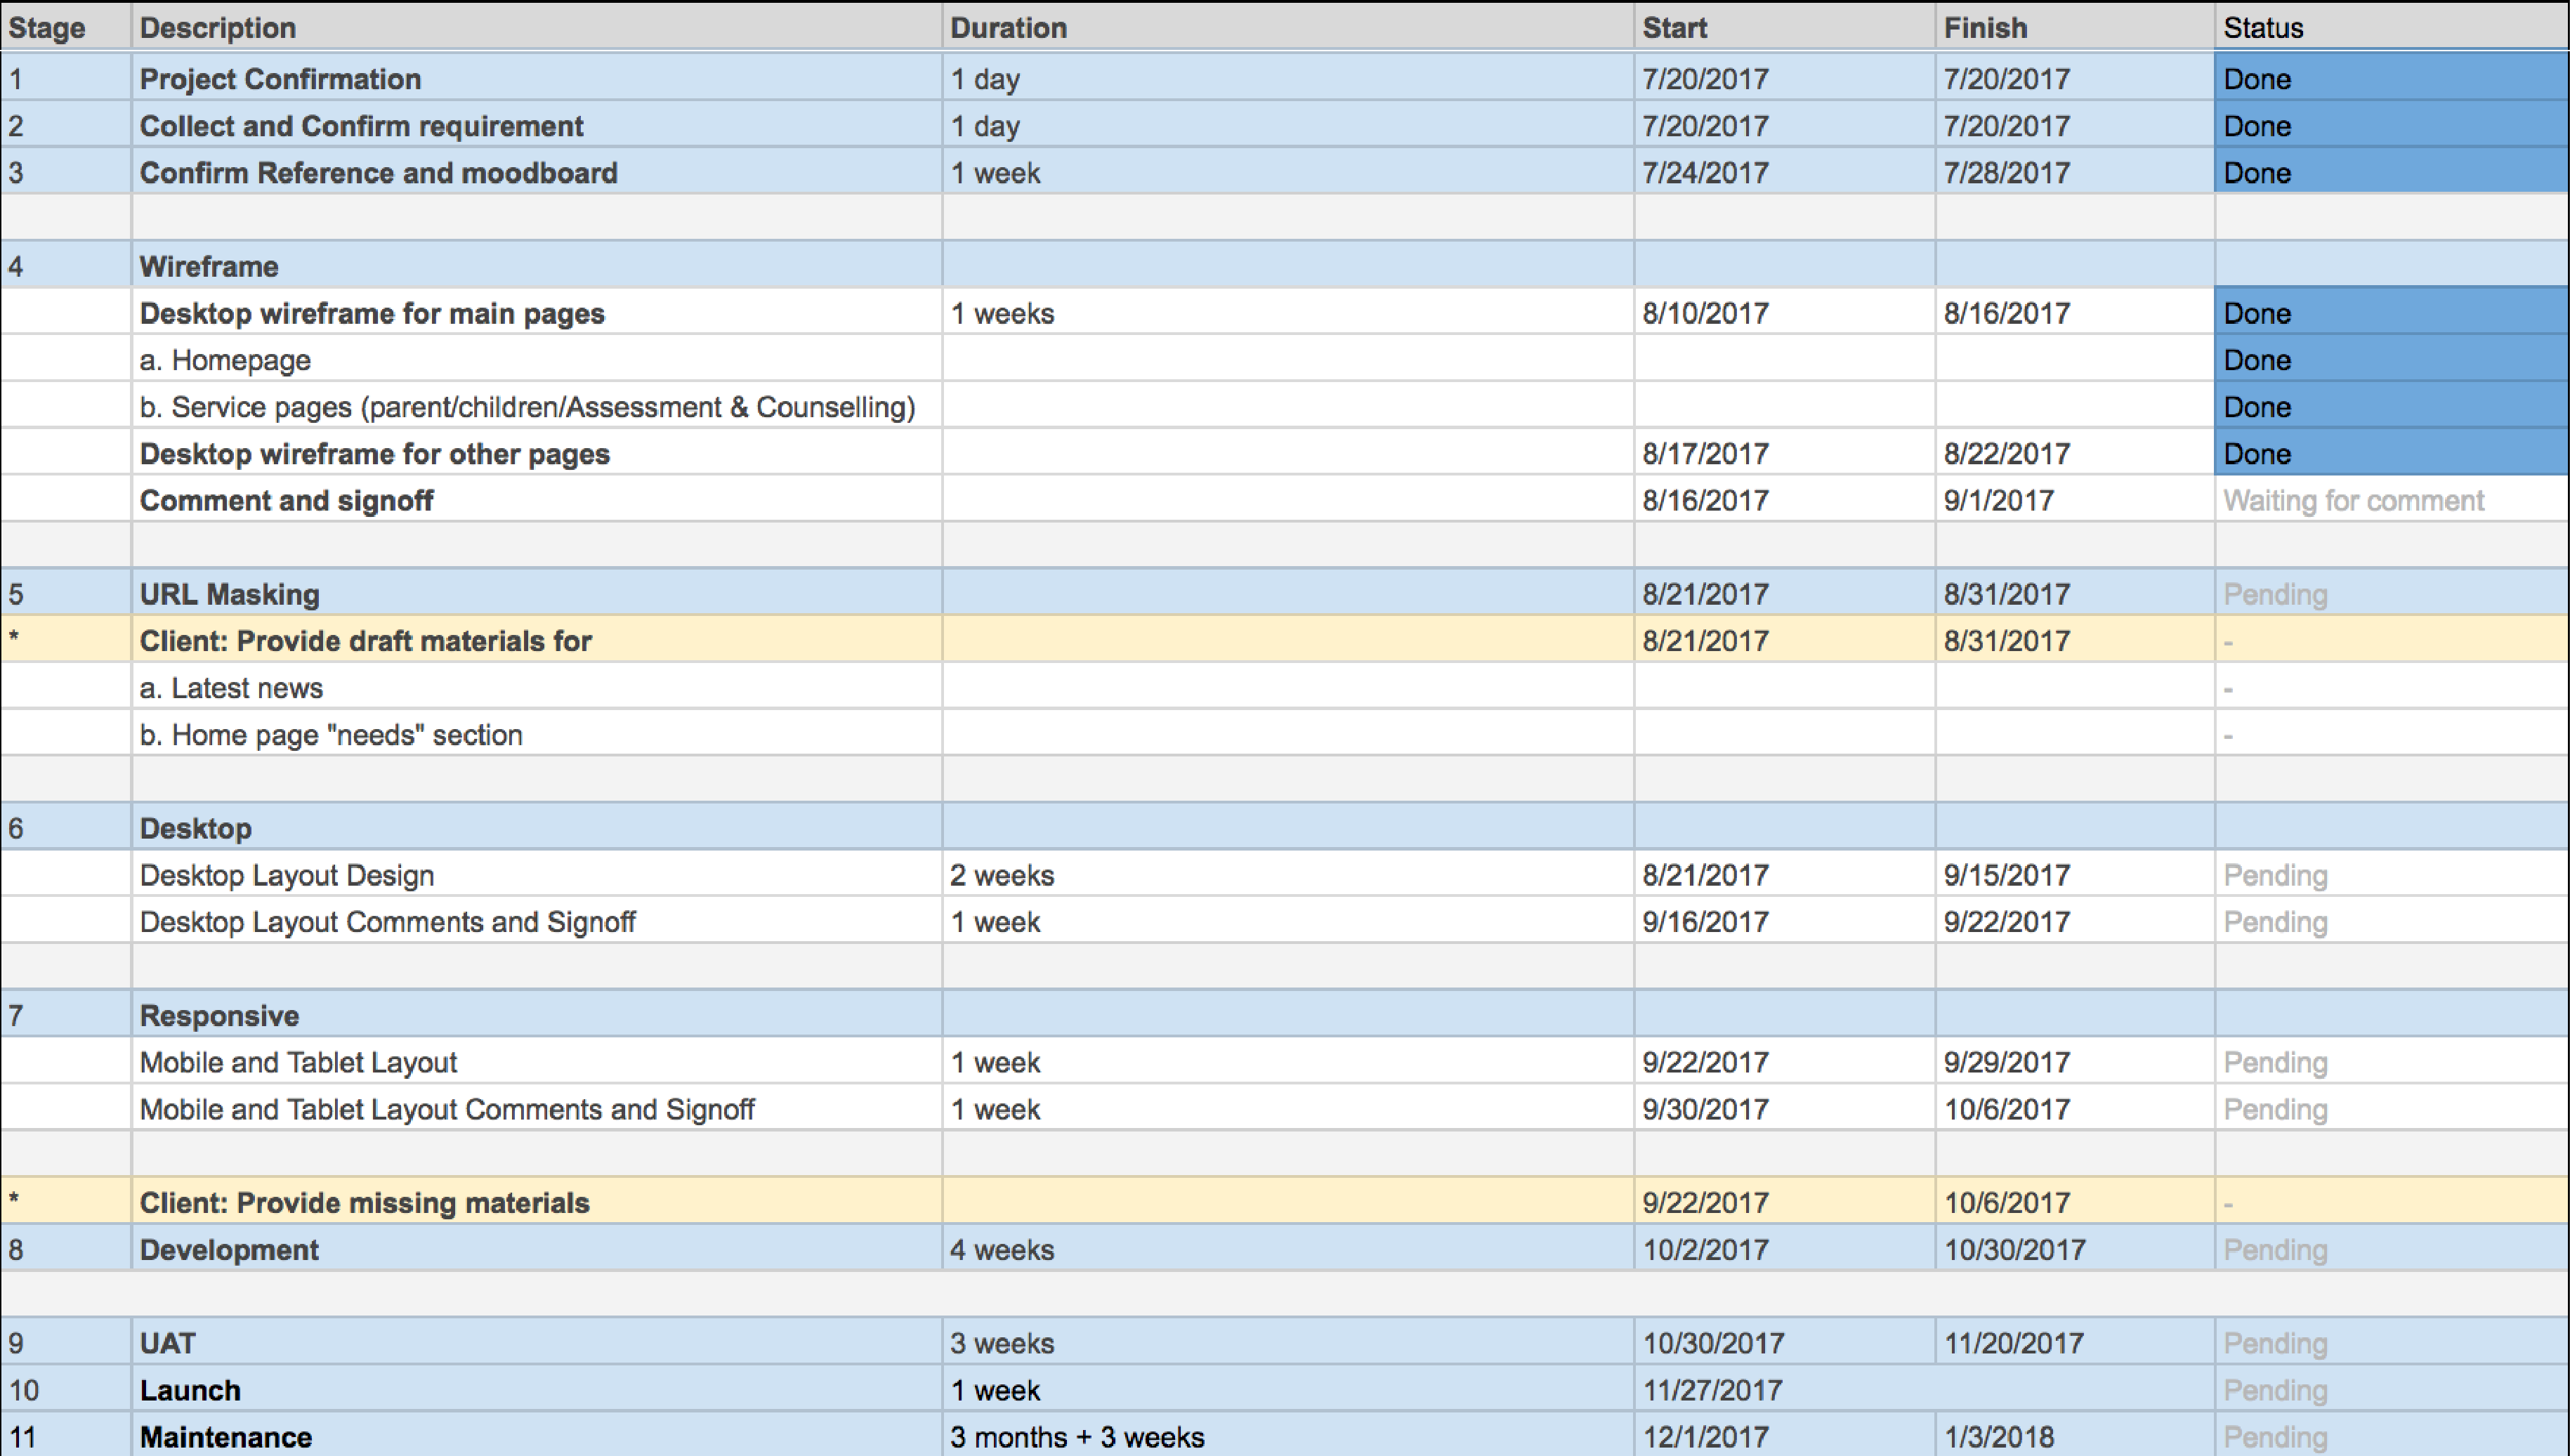 Stage Description Duration Start Finish Status
1 Project Confirmation 1 day 7/20/2017 7/20/2017 Done
2 Collect and Confirm requirement 1 day 7/20/2017 7/20/2017 Done
3 Confirm Reference and moodboard 1 week 7/24/2017 7/28/2017 Done
4 Wireframe
Desktop wireframe for main pages 1 weeks 8/10/2017 8/16/2017 Done
a. Homepage Done
b. Service pages (parent/children/Assessment & Counselling) Done
Desktop wireframe for other pages 8/17/2017 8/22/2017 Done
Comment and signoff 8/16/2017 9/1/2017 Waiting for comment
5 URL Masking 8/21/2017 8/31/2017 Pending
* Client: Provide draft materials for 8/21/2017 8/31/2017 -
a. Latest news -
b. Home page "needs" section -
6 Desktop
Desktop Layout Design 2 weeks 8/21/2017 9/15/2017 Pending
Desktop Layout Comments and Signoff 1 week 9/16/2017 9/22/2017 Pending
7 Responsive
Mobile and Tablet Layout 1 week 9/22/2017 9/29/2017 Pending
Mobile and Tablet Layout Comments and Signoff 1 week 9/30/2017 10/6/2017 Pending
* Client: Provide missing materials 9/22/2017 10/6/2017 -
8 Development 4 weeks 10/2/2017 10/30/2017 Pending
9 UAT 3 weeks 10/30/2017 11/20/2017 Pending
10 Launch 1 week 11/27/2017 Pending
11 Maintenance 3 months + 3 weeks 12/1/2017 1/3/2018 Pending